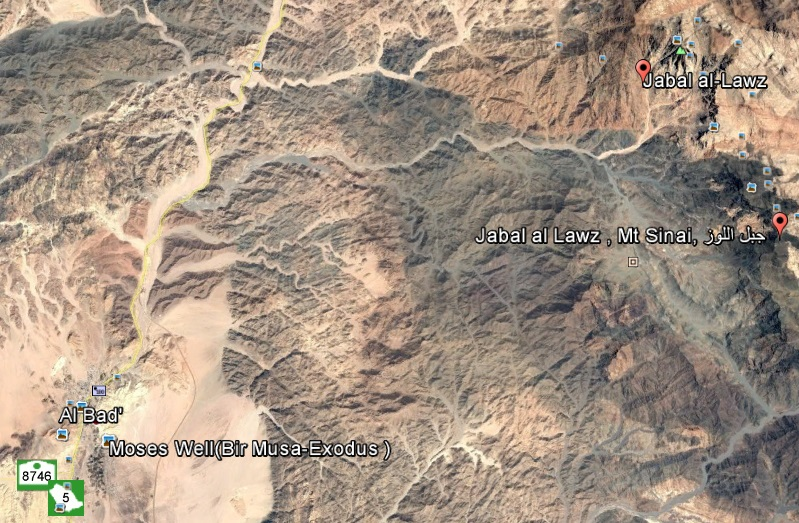 Jabal al-Lawz
Jabal al Lawz , Mt Sinai, جبل اللوز
Al Bad'
Moses Well(Bir Musa-Exodus )
8746
5